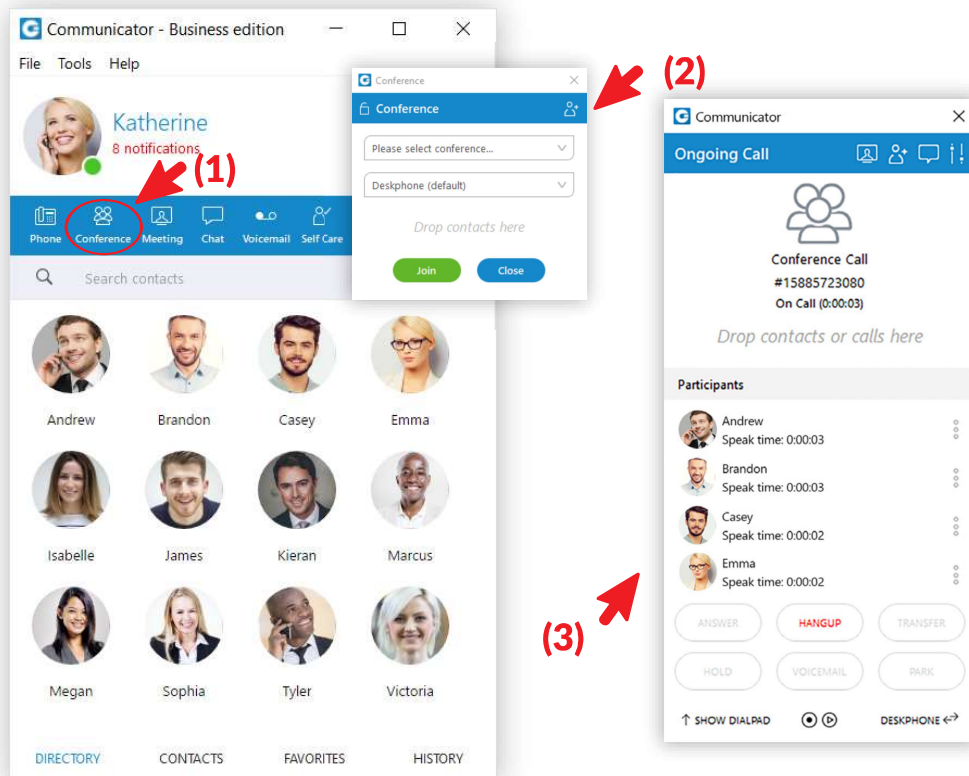 Communicator - Business edition
File Tools Help
Katherine
8 notifications
(1)
Phone Conference Meeting Chat Voicemail Self Care
Search contacts
Andrew Brandon Casey Emma
Isabelle James Kieran Marcus
Megan Sophia Tyler Victoria
DIRECTORY CONTACTS FAVORITES HISTORY
Conference
Conference
Please select conference...
Deskphone (default)
Drop contacts here
Join Close
(2)
Communicator
Ongoing Call
Conference Call
#15885723080
On Call (0:00:03)
Drop contacts or calls here
Participants
Andrew
Speak time: 0:00:03
Brandon
Speak time: 0:00:03
Casey
Speak time: 0:00:02
Emma
Speak time: 0:00:02
(3)
ANSWER HANGUP TRANSFER
HOLD VOICEMAIL PARK
SHOW DIALPAD DESKPHONE